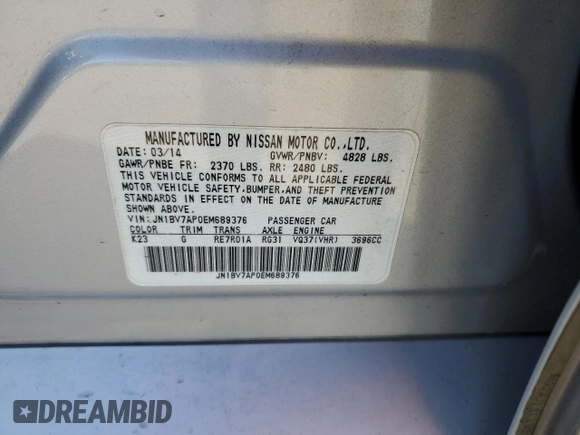 MANUFACTURED BY NISSAN MOTOR CO.,LTD.
DATE: 03/14 GVWR/PNBV: 4828 LBS.
GAWR/PNBE FR: 2370 LBS. RR: 2480 LBS.
THIS VEHICLE CONFORMS TO ALL APPLICABLE FEDERAL
MOTOR VEHICLE SAFETY,BUMPER,AND THEFT PREVENTION
STANDARDS IN EFFECT ON THE DATE OF MANUFACTURE
SHOWN ABOVE.
VIN: JN1BV7AP0EM689376 PASSENGER CAR
COLOR TRIM TRANS AXLE ENGINE
K23 G RE7R01A RG31 VQ37(VHR) 3696CC
JN1BV7AP0EM689376
DREAMBID